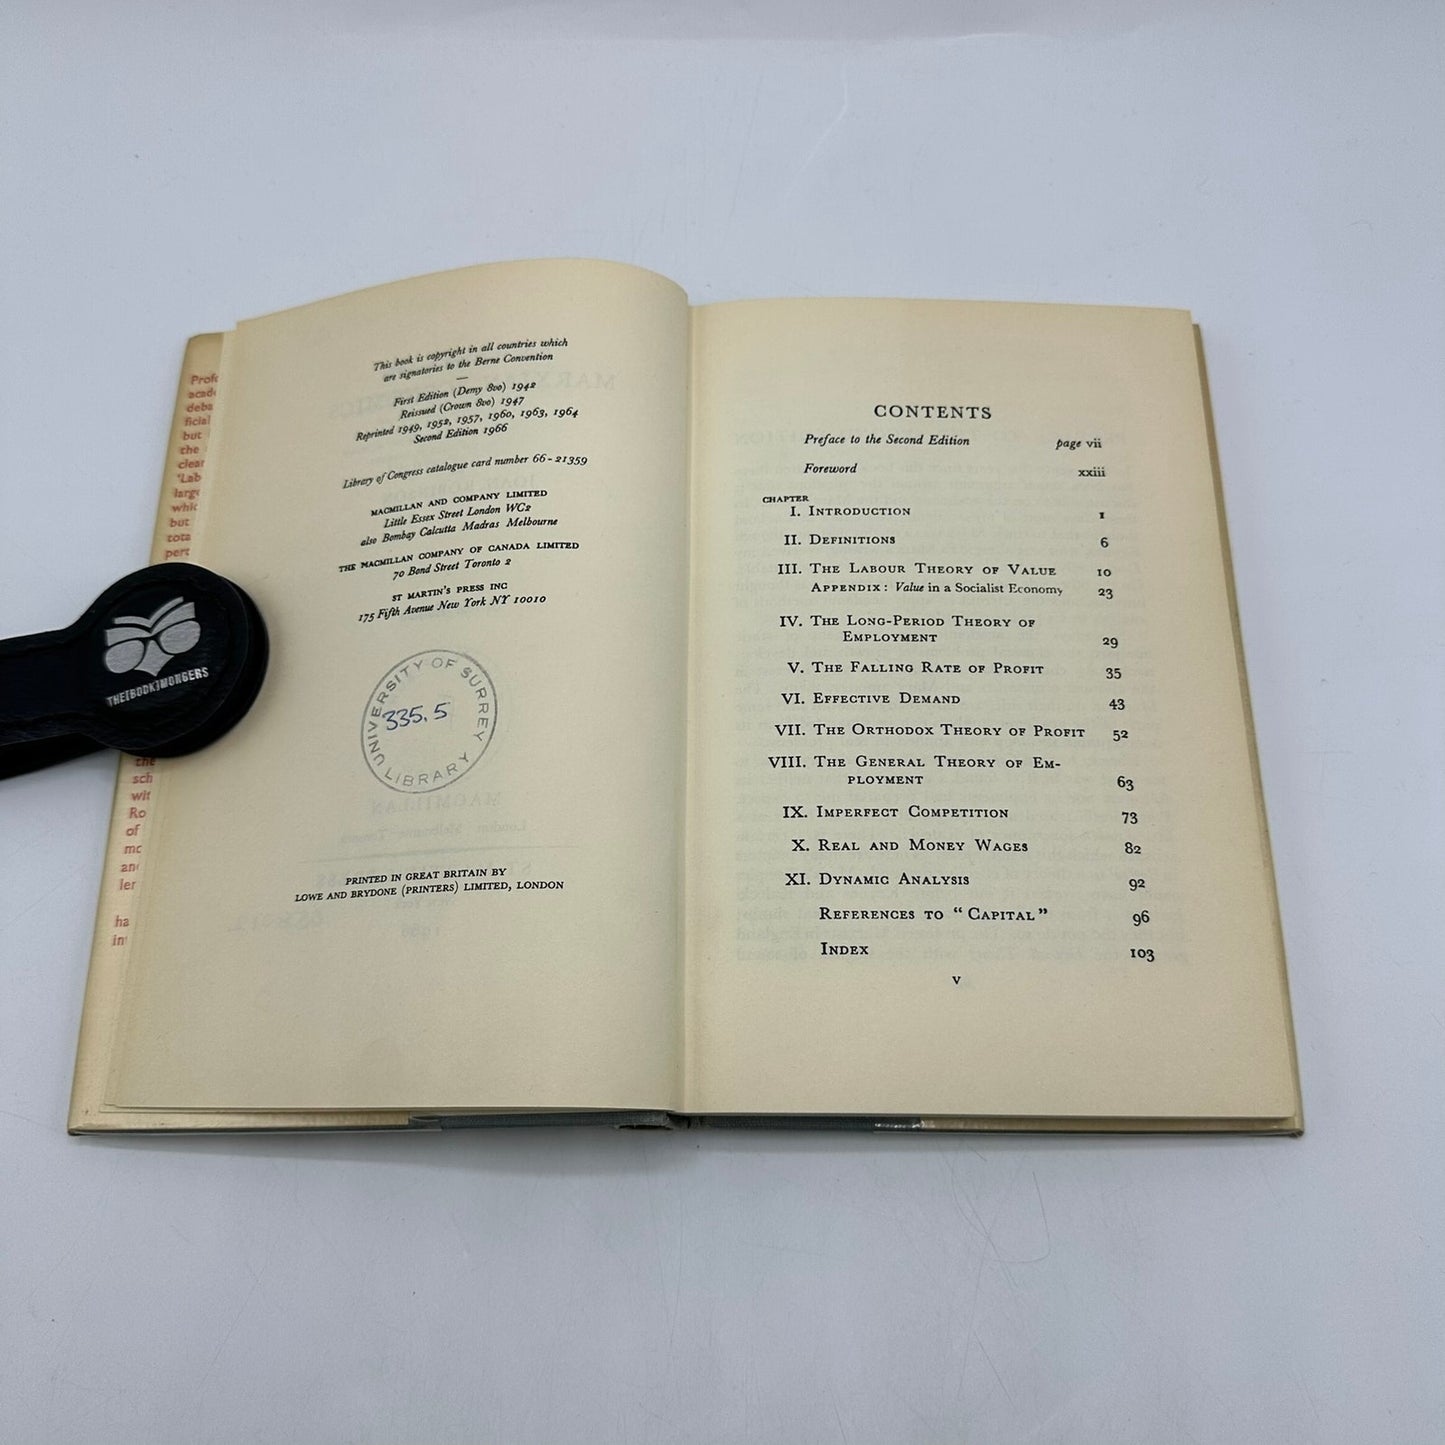 This book is copyright in all countries which
are signatories to the Berne Convention
First Edition (Demy 8vo) 1942
Reissued (Crown 8vo) 1947
Reprinted 1949, 1952, 1957, 1960, 1963, 1964
Second Edition 1966
Library of Congress catalogue card number 66-21359
MACMILLAN AND COMPANY LIMITED
Little Essex Street London WC2
also Bombay Calcutta Madras Melbourne
THE MACMILLAN COMPANY OF CANADA LIMITED
70 Bond Street Toronto 2
ST MARTIN'S PRESS INC
175 Fifth Avenue New York NY 10010
UNIVERSITY OF SURREY
335.5
LIBRARY
PRINTED IN GREAT BRITAIN BY
LOWE AND BRYDONE (PRINTERS) LIMITED, LONDON
THE[BOOK]MONGERS
CONTENTS
Preface to the Second Edition page vii
Foreword xxiii
CHAPTER
I. INTRODUCTION 1
II. DEFINITIONS 6
III. THE LABOUR THEORY OF VALUE 10
APPENDIX: Value in a Socialist Economy 23
IV. THE LONG-PERIOD THEORY OF
EMPLOYMENT 29
V. THE FALLING RATE OF PROFIT 35
VI. EFFECTIVE DEMAND 43
VII. THE ORTHODOX THEORY OF PROFIT 52
VIII. THE GENERAL THEORY OF EM-
PLOYMENT 63
IX. IMPERFECT COMPETITION 73
X. REAL AND MONEY WAGES 82
XI. DYNAMIC ANALYSIS 92
REFERENCES TO "CAPITAL" 96
INDEX 103
v